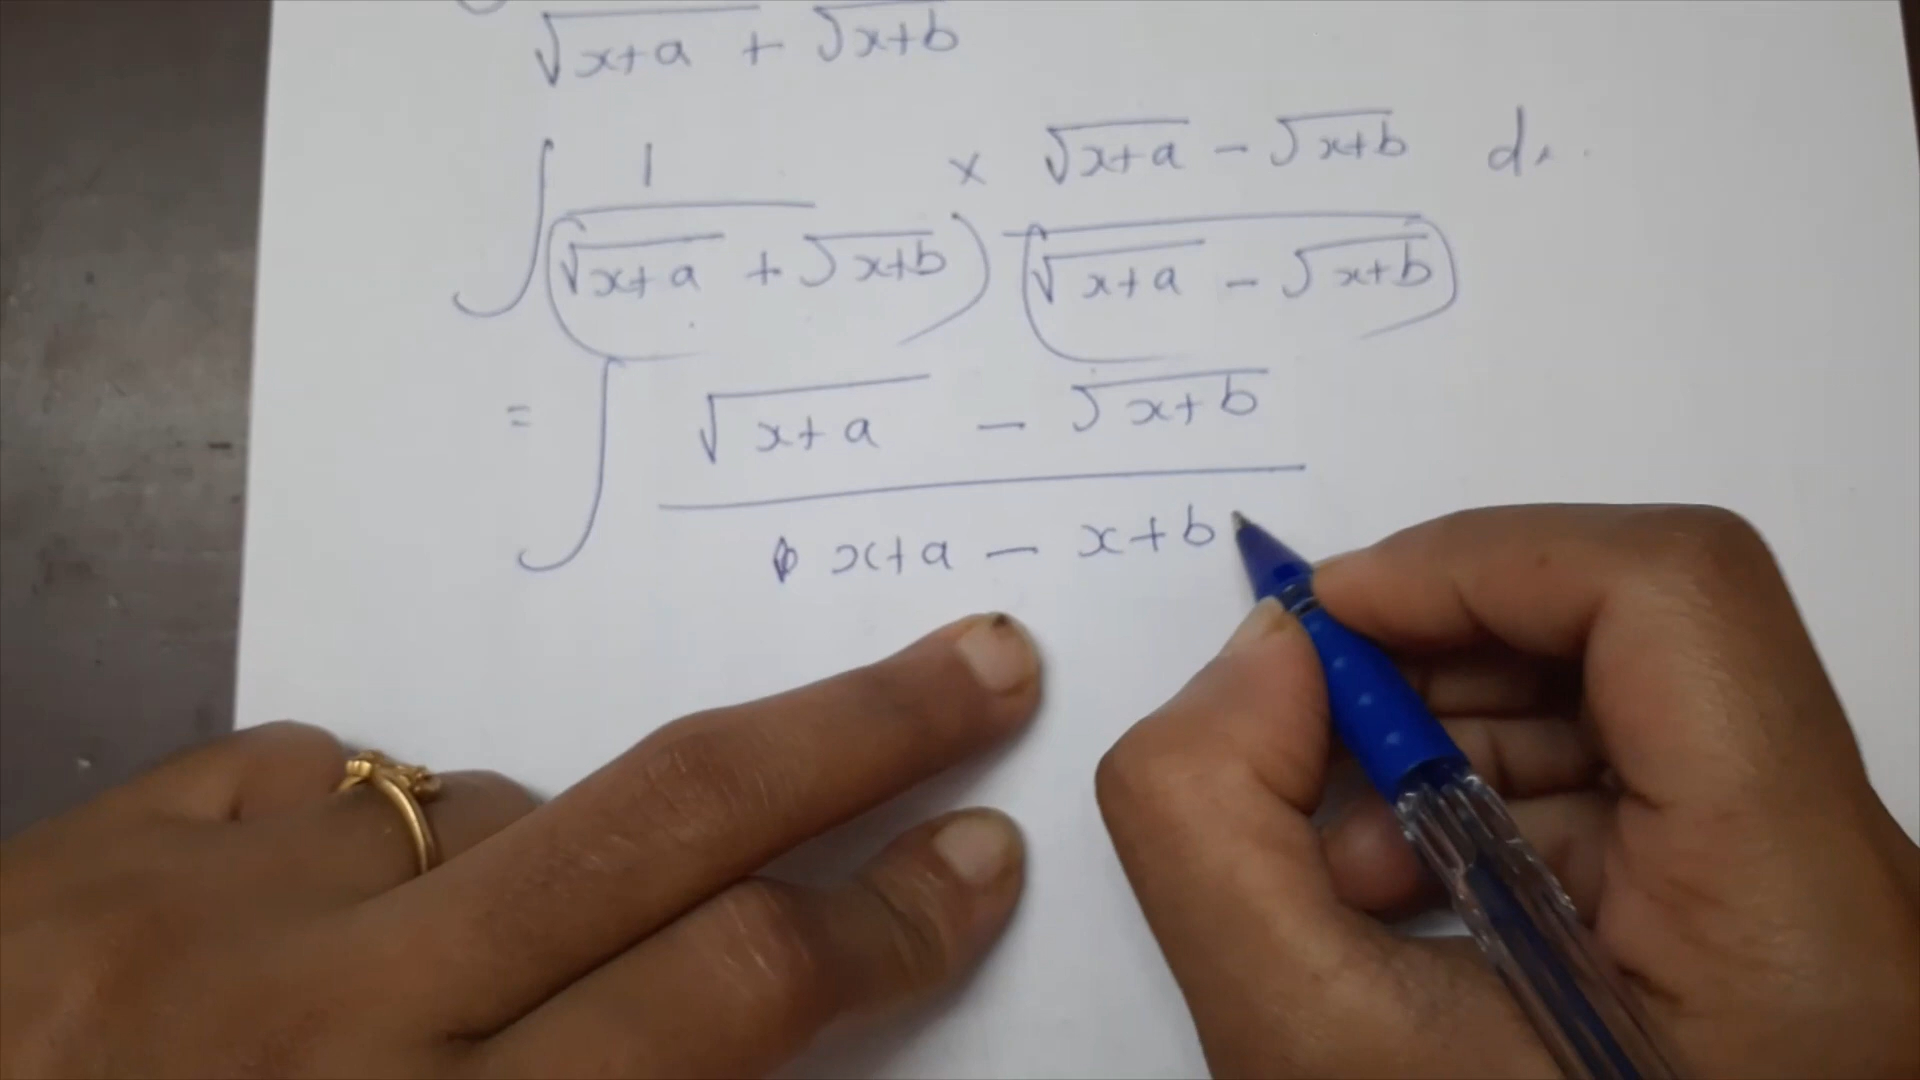 √x+a + √x+b
∫ 1 / (√x+a + √x+b) × √x+a - √x+b / (√x+a - √x+b) d
= ∫ √x+a - √x+b / x+a - x+b